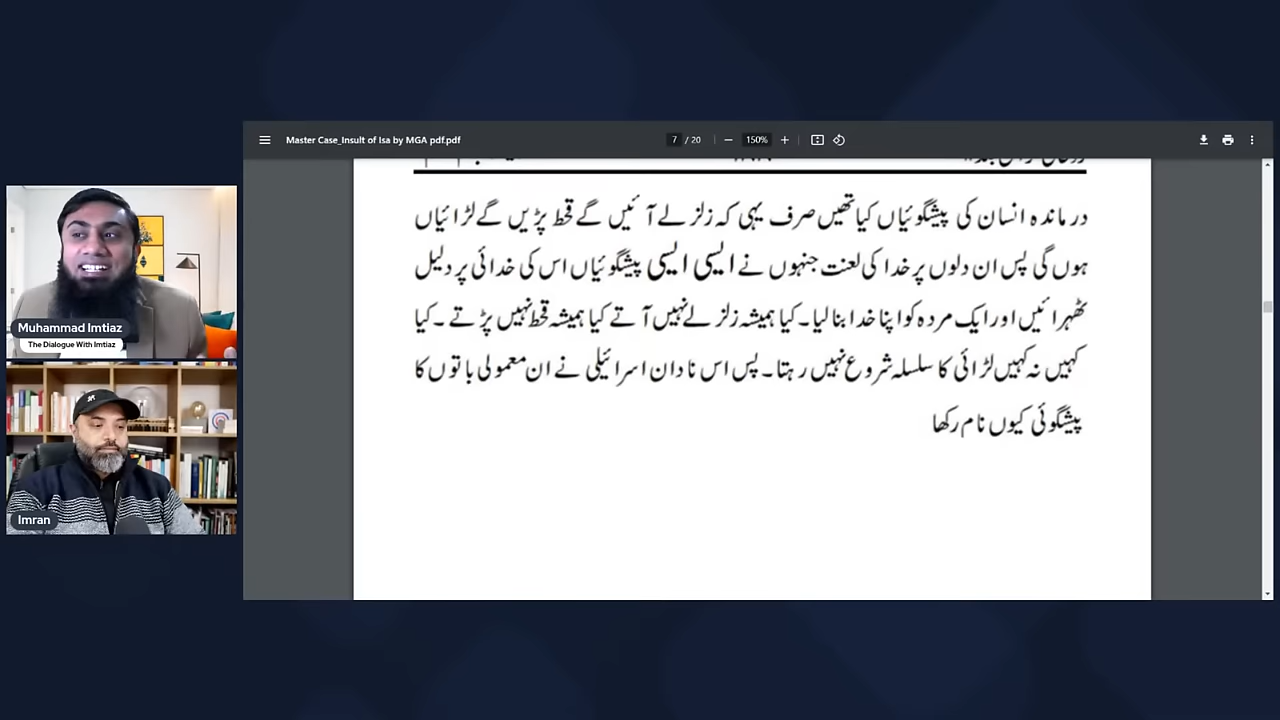 Master Case_Insult of Isa by MGA pdf.pdf
7 / 20
150%
درماندہ انسان کی پیشگوئیاں کیا تھیں صرف یہی کہ زلزلے آئیں گے قحط پڑیں گے لڑائیاں
ہوں گی پس ان دلوں پر خدا کی لعنت جنہوں نے ایسی ایسی پیشگوئیاں اس کی خدائی پر دلیل
ٹھہرائیں اور ایک مردہ کو اپنا خدا بنا لیا۔ کیا ہمیشہ زلزلے نہیں آتے کیا ہمیشہ قحط نہیں پڑتے۔ کیا
کہیں نہ کہیں لڑائی کا سلسلہ شروع نہیں رہتا۔ پس اس نادان اسرائیلی نے ان معمولی باتوں کا
پیشگوئی کیوں نام رکھا
Muhammad Imtiaz
The Dialogue With Imtiaz
Imran